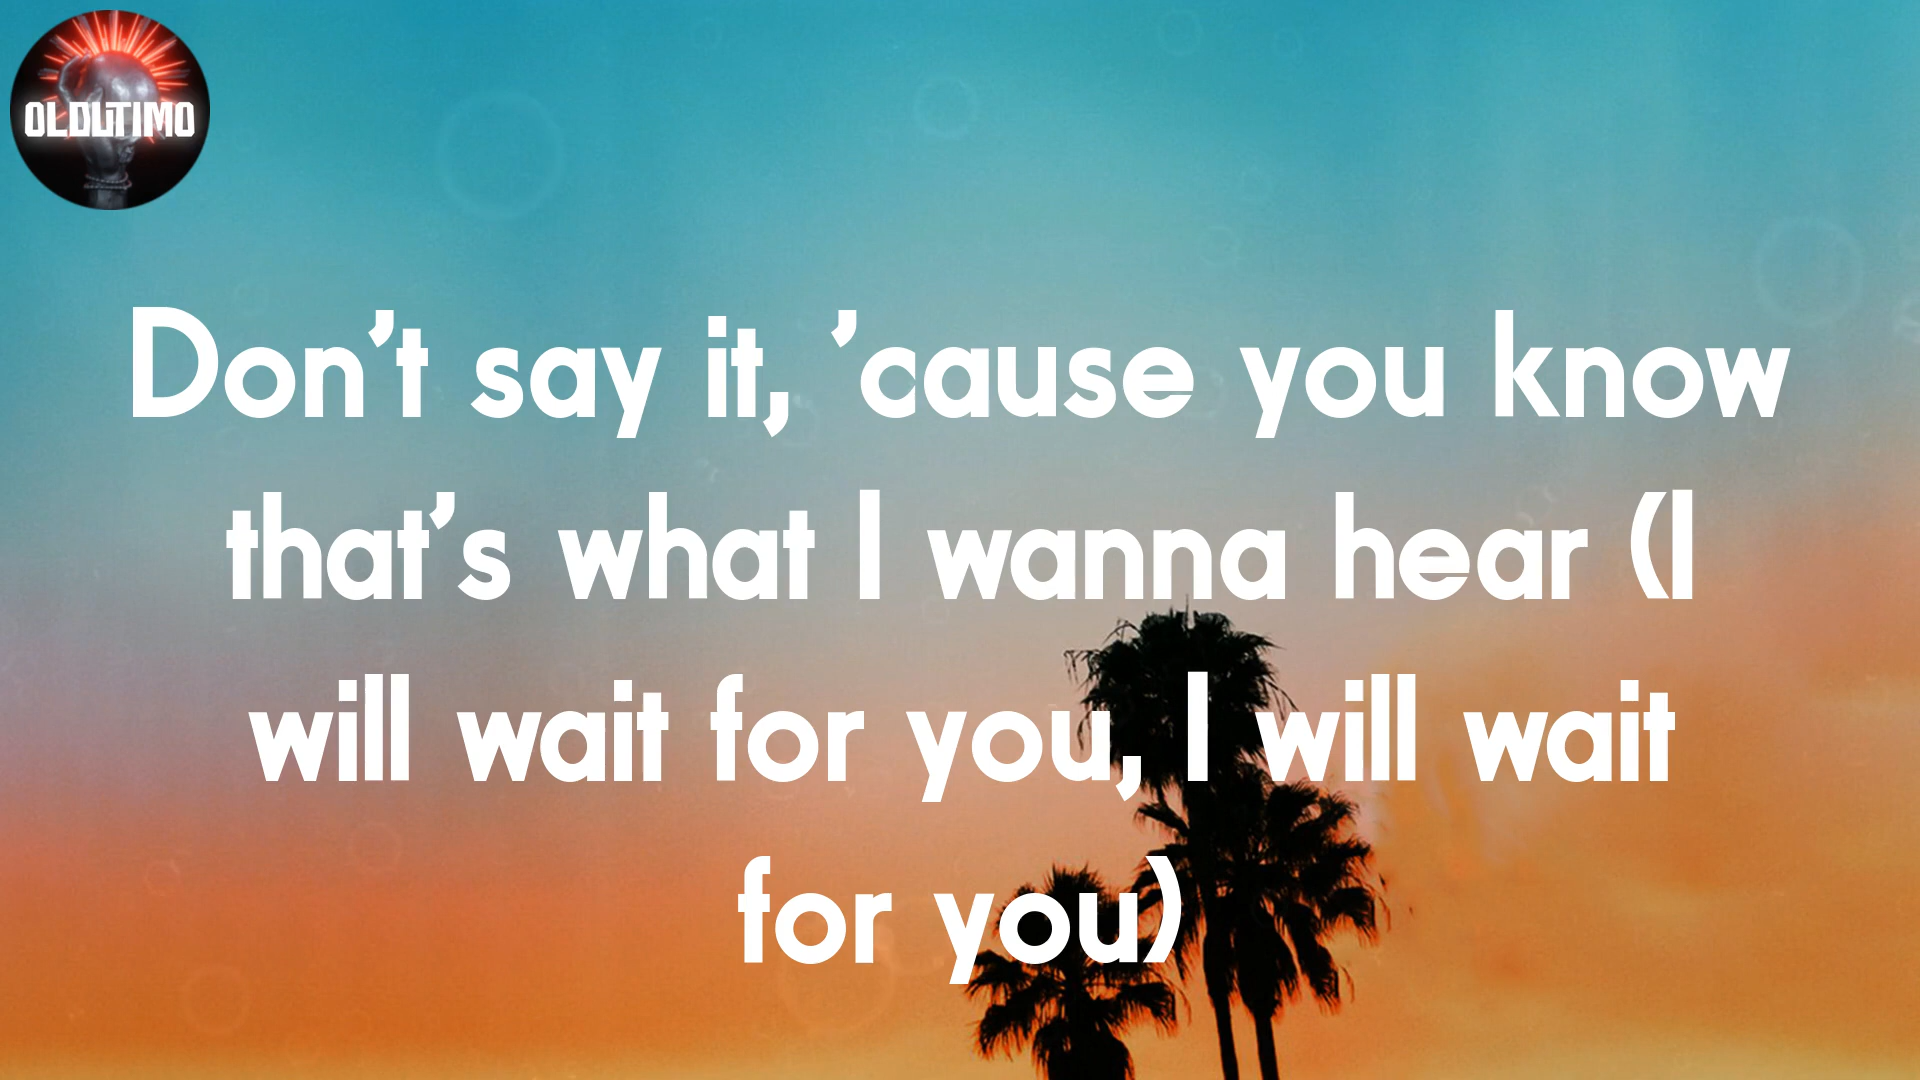 OLDUTIMO
Don't say it, 'cause you know
that's what I wanna hear (I
will wait for you, I will wait
for you)